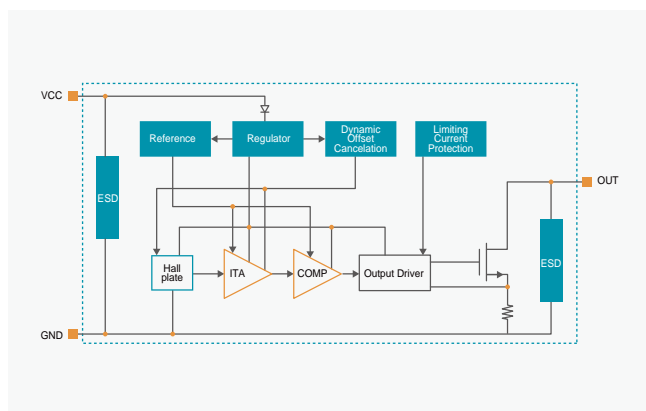 VCC
Reference
Regulator
Dynamic
Offset
Cancelation
Limiting
Current
Protection
OUT
ESD
Hall
plate
ITA
COMP
Output Driver
ESD
GND